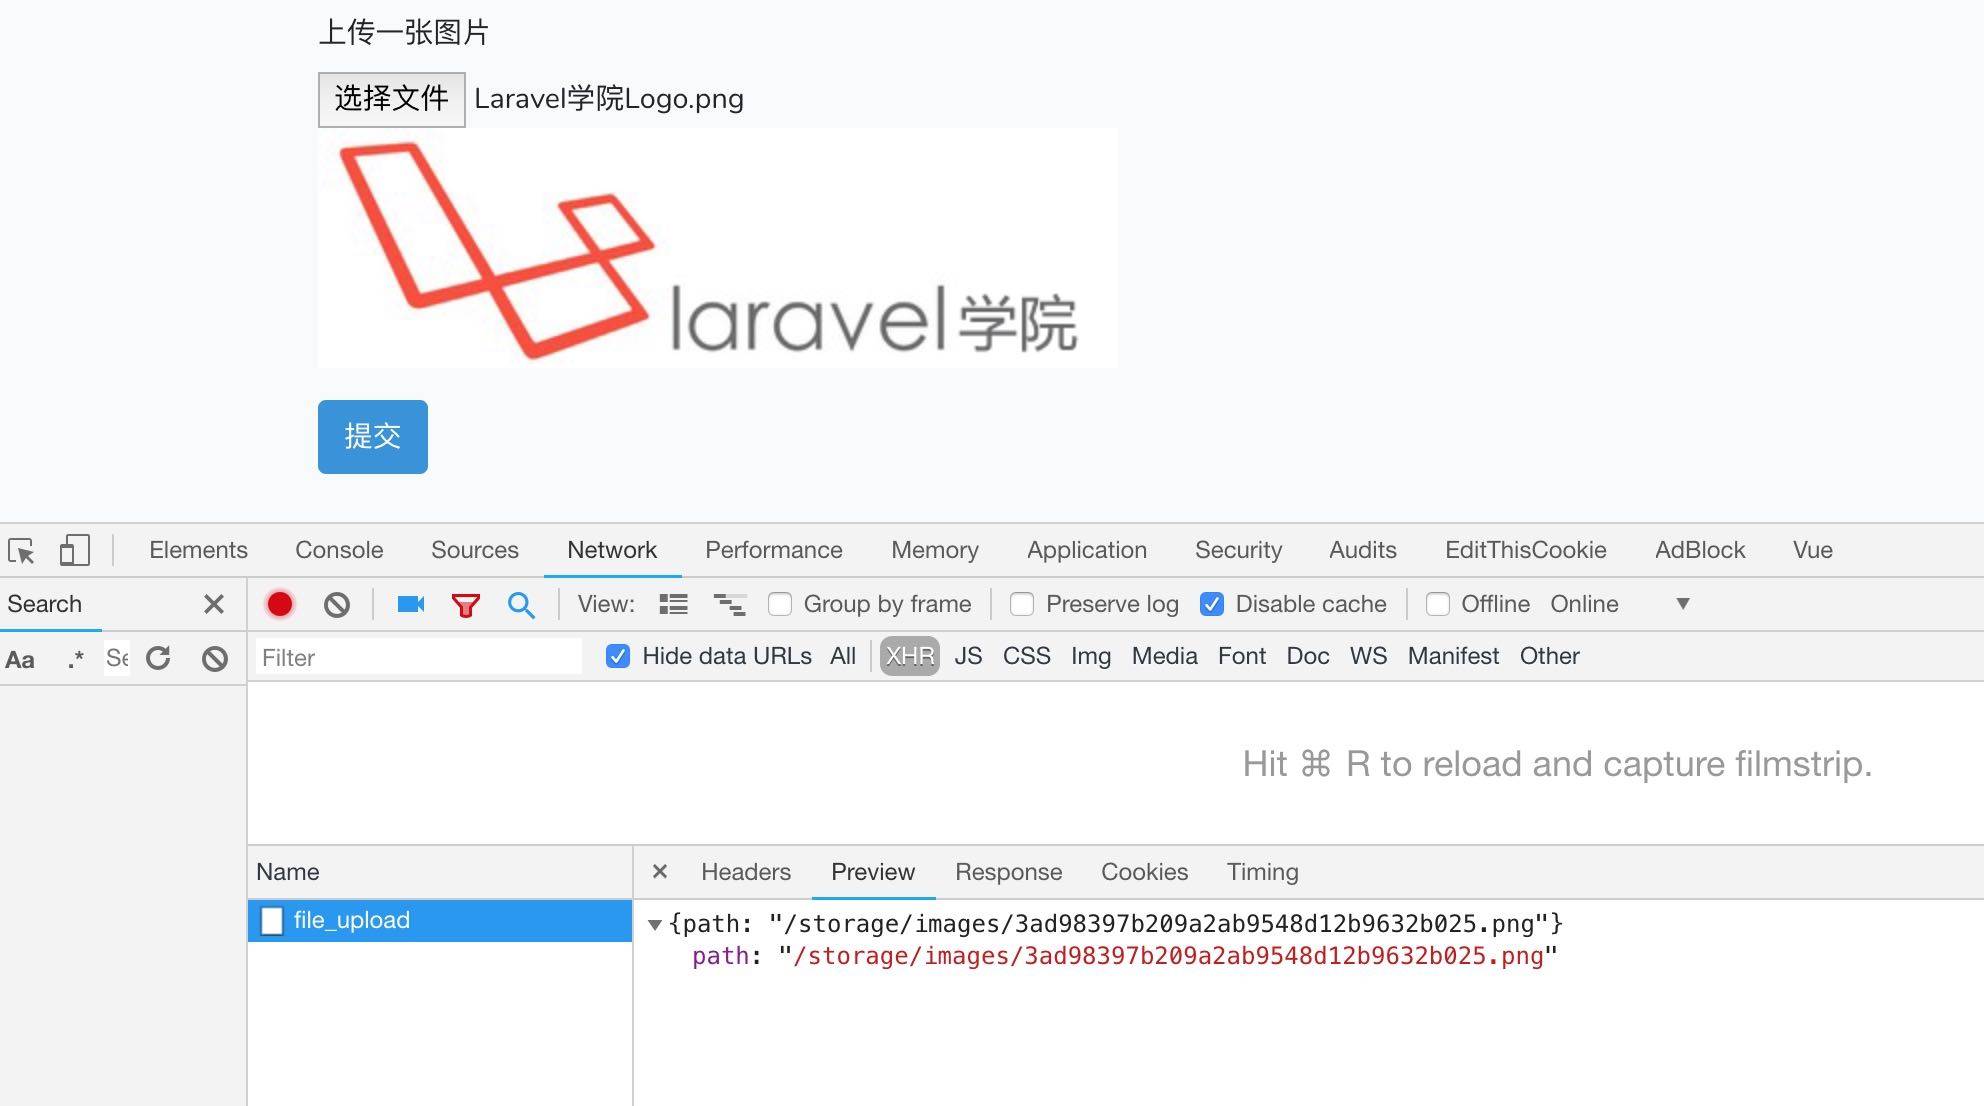 上传一张图片
选择文件 Laravel学院Logo.png
laravel学院
提交
Elements Console Sources Network Performance Memory Application Security Audits EditThisCookie AdBlock Vue
Search View: Group by frame Preserve log Disable cache Offline Online
Aa .* Se Filter Hide data URLs All XHR JS CSS Img Media Font Doc WS Manifest Other
Hit ⌘ R to reload and capture filmstrip.
Name Headers Preview Response Cookies Timing
file_upload {path: "/storage/images/3ad98397b209a2ab9548d12b9632b025.png"}
path: "/storage/images/3ad98397b209a2ab9548d12b9632b025.png"